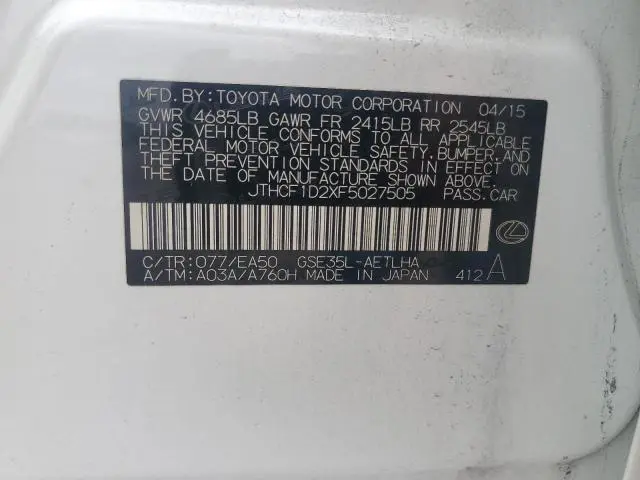 MFD. BY: TOYOTA MOTOR CORPORATION 04/15
GVWR 4685LB GAWR FR 2415LB RR 2545LB
THIS VEHICLE CONFORMS TO ALL APPLICABLE
FEDERAL MOTOR VEHICLE SAFETY, BUMPER, AND
THEFT PREVENTION STANDARDS IN EFFECT ON
THE DATE OF MANUFACTURE SHOWN ABOVE.
JTHCF1D2XF5027505 PASS. CAR
C/TR: 077/EA50 GSE35L-AETLHA
A/TM: A03A/A760H MADE IN JAPAN 412 A